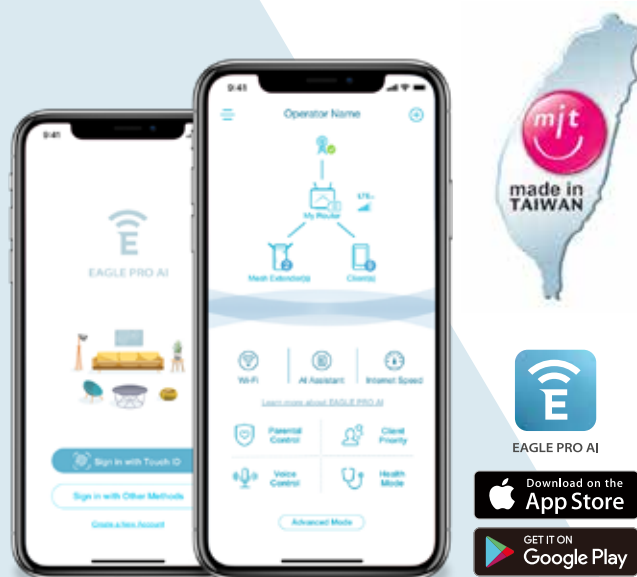 9:41
EAGLE PRO AI
Sign in with Touch ID
Sign in with Other Methods
Create a New Account
9:41
Operator Name
LTE
My Router
2
Mesh Extender(s)
Client(s)
Wi-Fi
AI Assistant
Internet Speed
Learn more about EAGLE PRO AI
Parental
Control
Client
Priority
Voice
Control
Health
Mode
Advanced Mode
mit
made in
TAIWAN
E
EAGLE PRO AI
Download on the
App Store
GET IT ON
Google Play